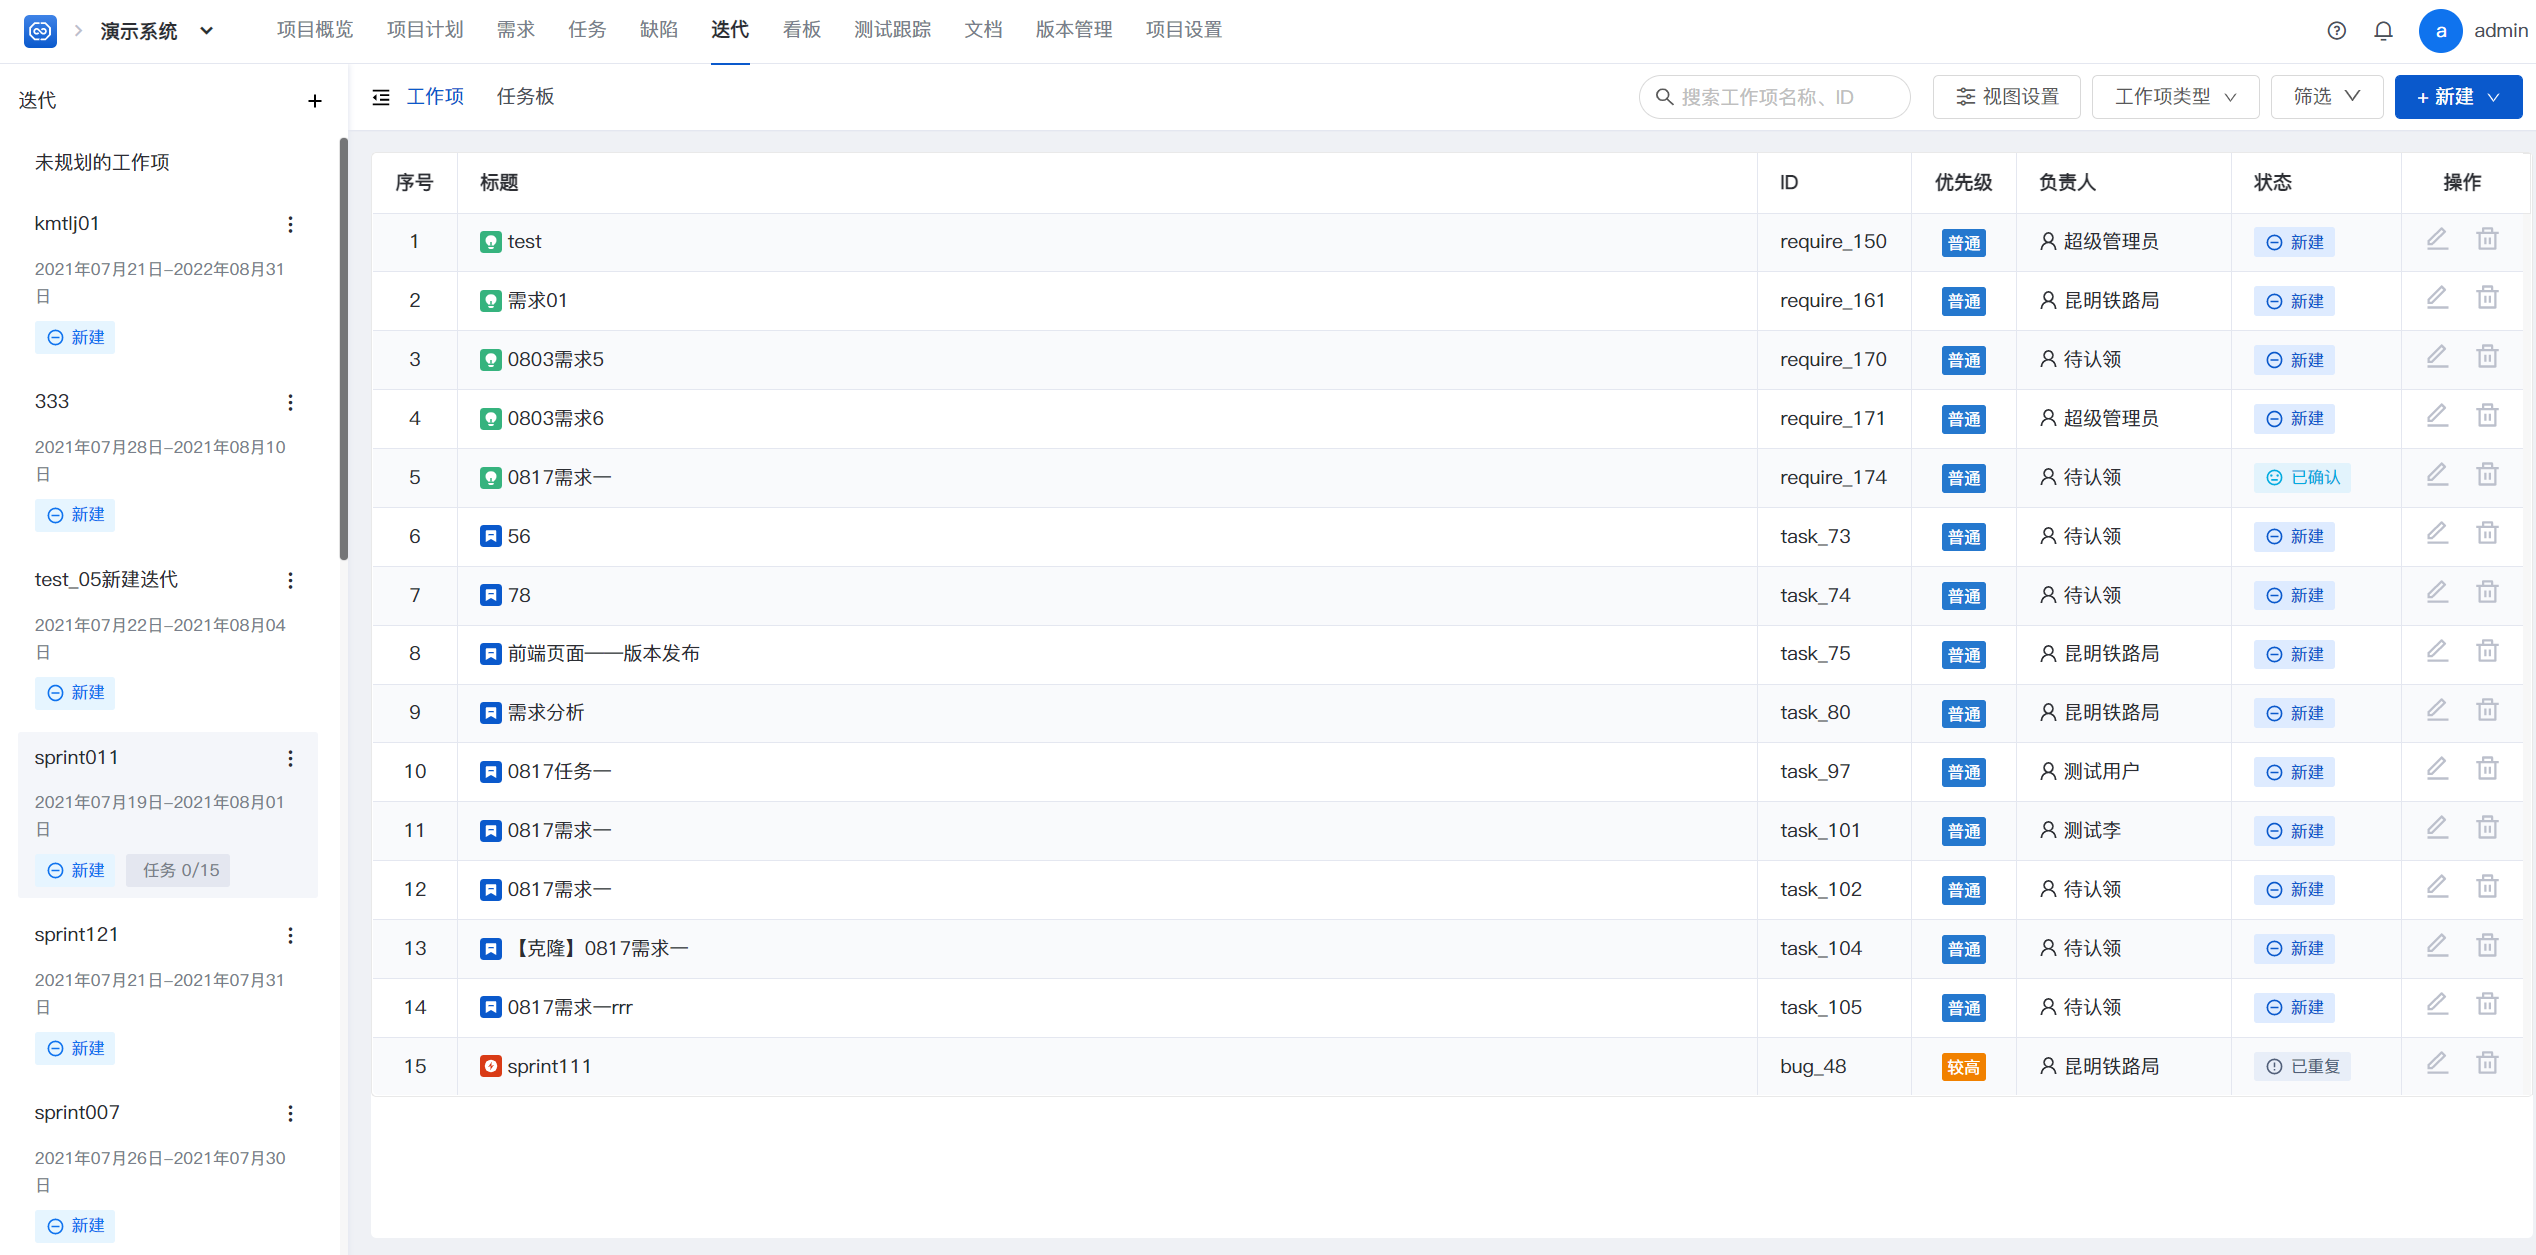 演示系统 项目概览 项目计划 需求 任务 缺陷 迭代 看板 测试跟踪 文档 版本管理 项目设置 a admin
迭代 +
未规划的工作项
kmtlj01
2021年07月21日-2022年08月31
日
新建
333
2021年07月28日-2021年08月10
日
新建
test_05新建迭代
2021年07月22日-2021年08月04
日
新建
sprint011
2021年07月19日-2021年08月01
日
新建 任务 0/15
sprint121
2021年07月21日-2021年07月31
日
新建
sprint007
2021年07月26日-2021年07月30
日
新建
工作项 任务板 搜索工作项名称、ID 视图设置 工作项类型 筛选 + 新建
序号 标题 ID 优先级 负责人 状态 操作
1 test require_150 普通 超级管理员 新建
2 需求01 require_161 普通 昆明铁路局 新建
3 0803需求5 require_170 普通 待认领 新建
4 0803需求6 require_171 普通 超级管理员 新建
5 0817需求一 require_174 普通 待认领 已确认
6 56 task_73 普通 待认领 新建
7 78 task_74 普通 待认领 新建
8 前端页面——版本发布 task_75 普通 昆明铁路局 新建
9 需求分析 task_80 普通 昆明铁路局 新建
10 0817任务一 task_97 普通 测试用户 新建
11 0817需求一 task_101 普通 测试李 新建
12 0817需求一 task_102 普通 待认领 新建
13 【克隆】0817需求一 task_104 普通 待认领 新建
14 0817需求一rrr task_105 普通 待认领 新建
15 sprint111 bug_48 较高 昆明铁路局 已重复